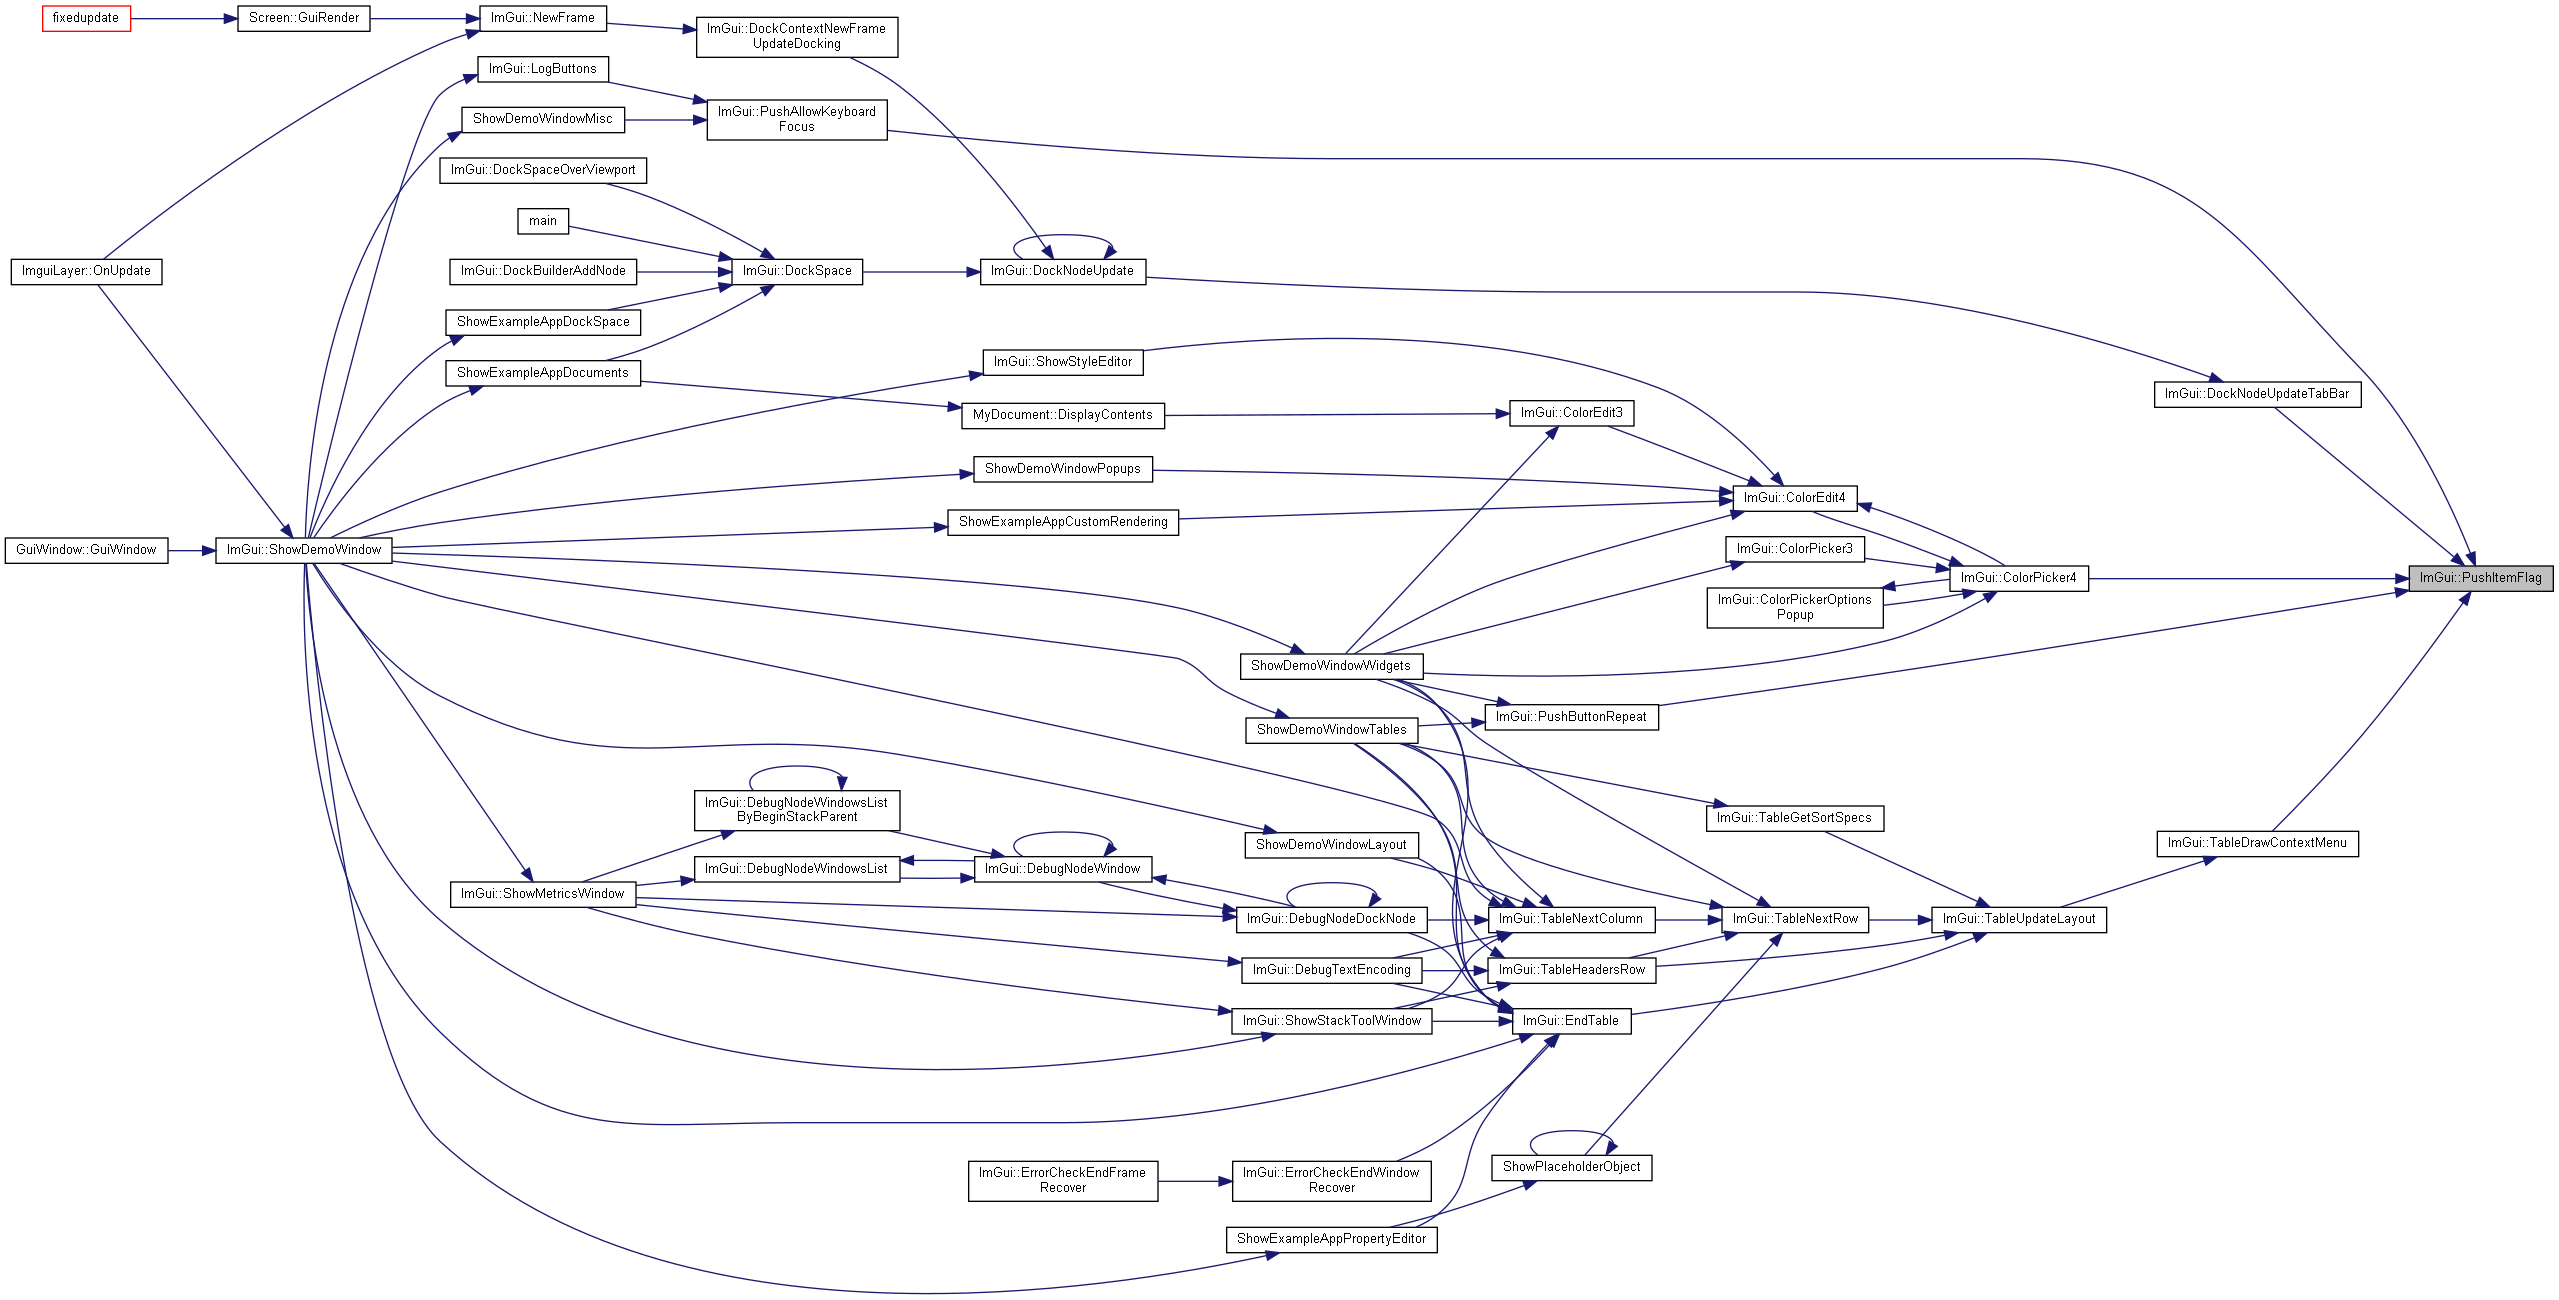 fixedupdate
Screen::GuiRender
ImGui::NewFrame
ImGui::DockContextNewFrame
UpdateDocking
ImGui::LogButtons
ImGui::PushAllowKeyboard
Focus
ShowDemoWindowMisc
ImGui::DockSpaceOverViewport
main
ImguiLayer::OnUpdate
ImGui::DockBuilderAddNode
ImGui::DockSpace
ImGui::DockNodeUpdate
ShowExampleAppDockSpace
ImGui::ShowStyleEditor
ShowExampleAppDocuments
ImGui::DockNodeUpdateTabBar
MyDocument::DisplayContents
ImGui::ColorEdit3
ShowDemoWindowPopups
ImGui::ColorEdit4
ShowExampleAppCustomRendering
GuiWindow::GuiWindow
ImGui::ShowDemoWindow
ImGui::ColorPicker3
ImGui::ColorPicker4
ImGui::PushItemFlag
ImGui::ColorPickerOptions
Popup
ShowDemoWindowWidgets
ImGui::PushButtonRepeat
ShowDemoWindowTables
ImGui::DebugNodeWindowsList
ByBeginStackParent
ImGui::TableGetSortSpecs
ShowDemoWindowLayout
ImGui::TableDrawContextMenu
ImGui::DebugNodeWindowsList
ImGui::DebugNodeWindow
ImGui::ShowMetricsWindow
ImGui::DebugNodeDockNode
ImGui::TableNextColumn
ImGui::TableNextRow
ImGui::TableUpdateLayout
ImGui::DebugTextEncoding
ImGui::TableHeadersRow
ImGui::ShowStackToolWindow
ImGui::EndTable
ShowPlaceholderObject
ImGui::ErrorCheckEndFrame
Recover
ImGui::ErrorCheckEndWindow
Recover
ShowExampleAppPropertyEditor